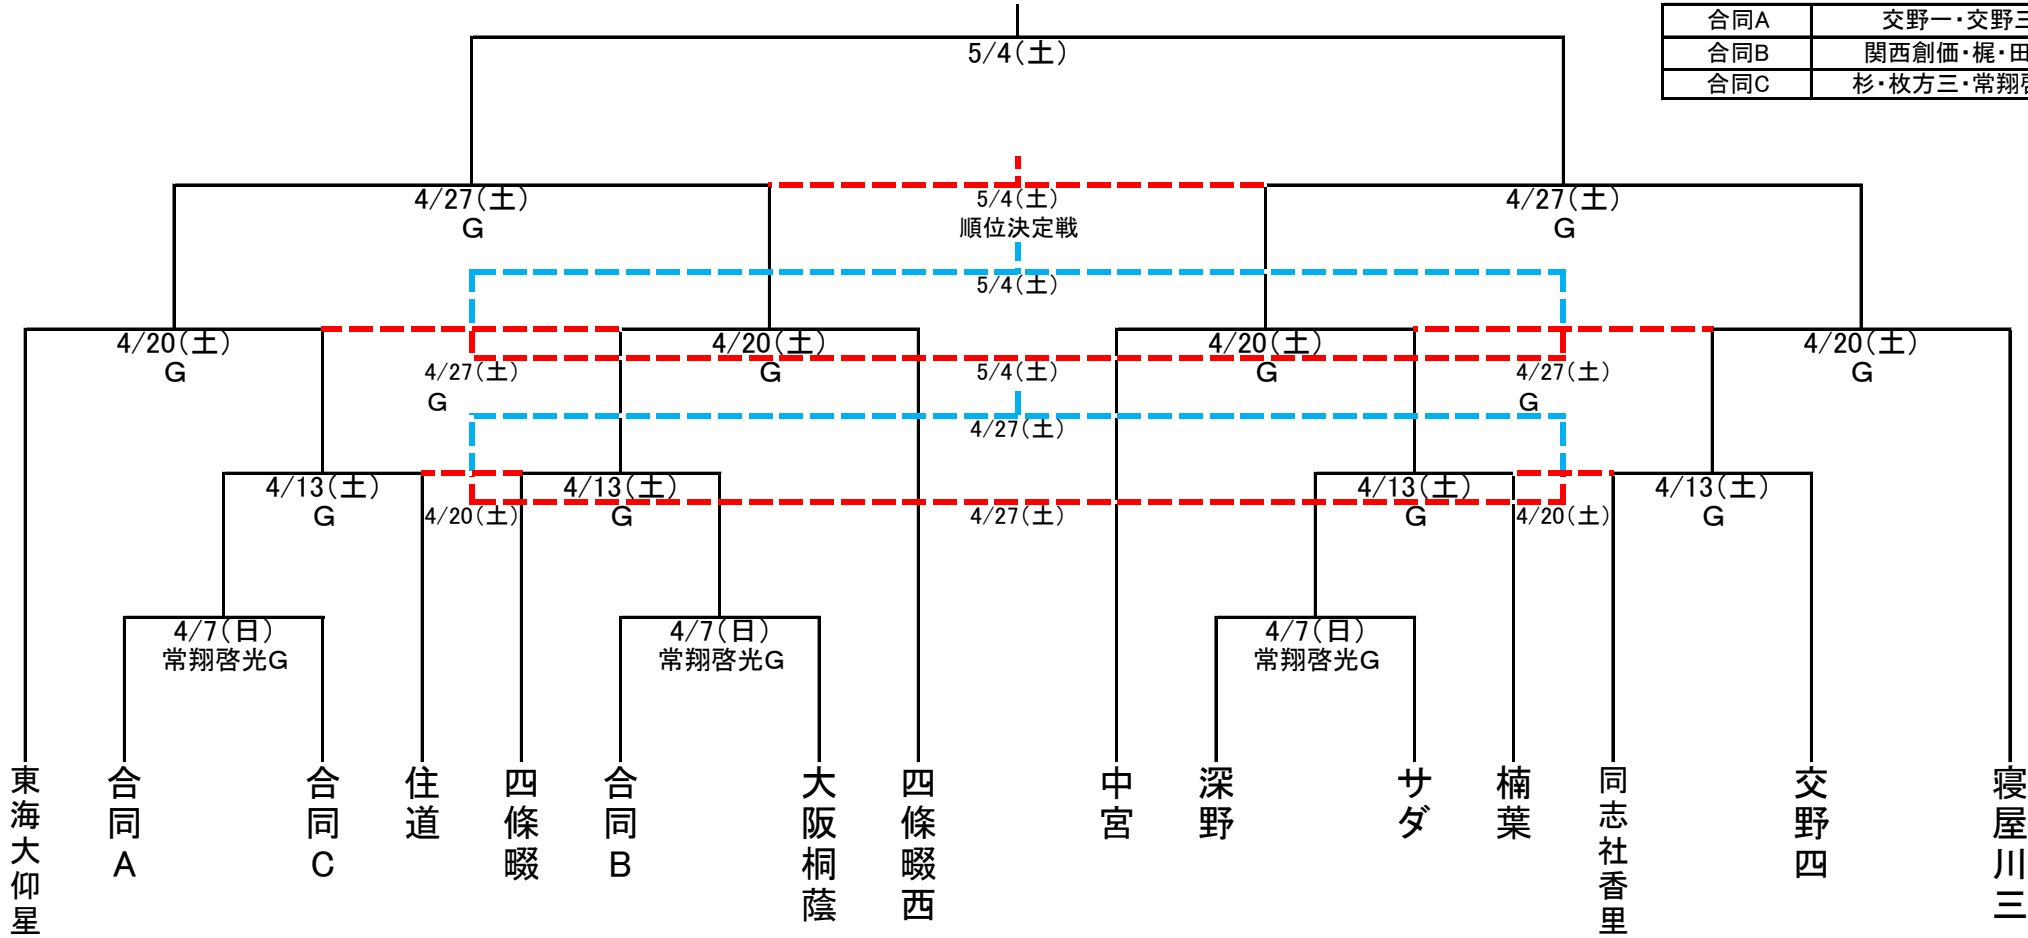 合同A 交野一・交野三
合同B 関西創価・梶・田
合同C 杉・枚方三・常翔啓
5/4(土)
4/27(土)
G
5/4(土)
順位決定戦
4/27(土)
G
5/4(土)
4/20(土)
G
4/20(土)
G
4/20(土)
G
4/20(土)
G
4/27(土)
G
5/4(土)
4/27(土)
G
4/27(土)
4/13(土)
G
4/13(土)
G
4/13(土)
G
4/13(土)
G
4/20(土)
4/27(土)
4/20(土)
4/7(日)
常翔啓光G
4/7(日)
常翔啓光G
4/7(日)
常翔啓光G
東海大仰星
合同A
合同C
住道
四條畷
合同B
大阪桐蔭
四條畷西
中宮
深野
サダ
楠葉
同志社香里
交野四
寝屋川三